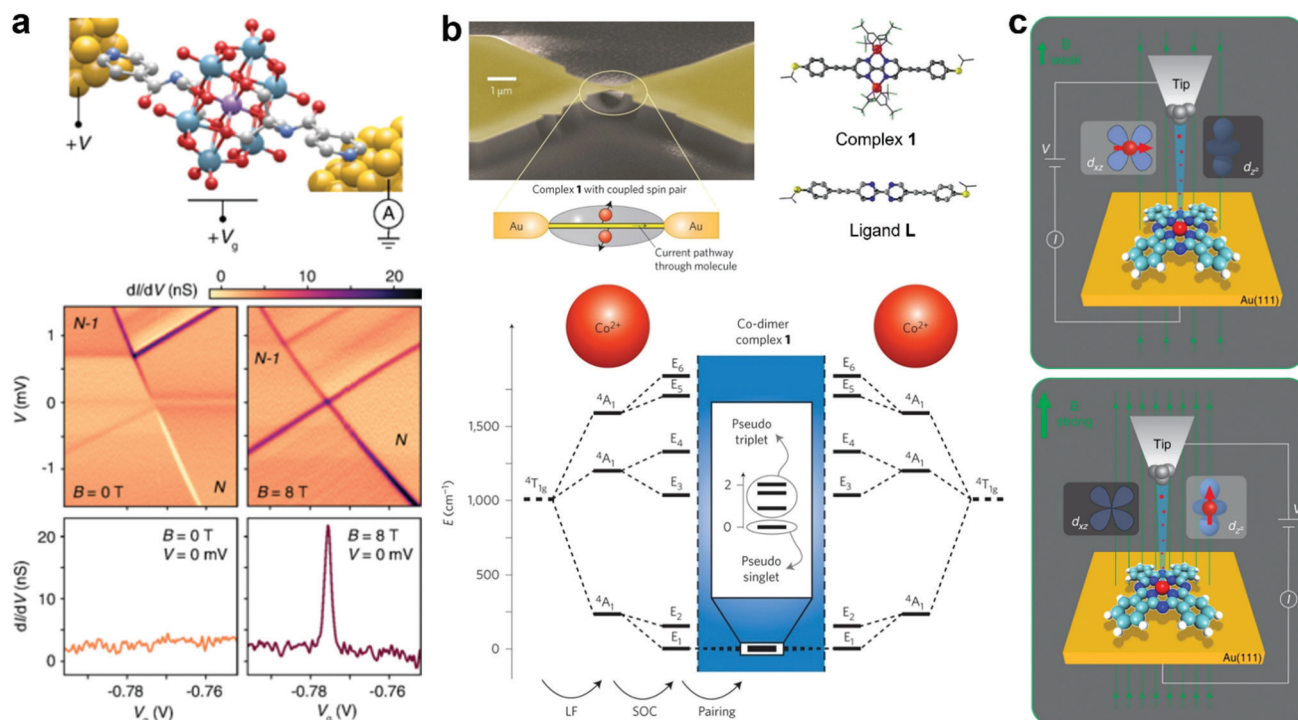 a
+V
+Vg
A
dI/dV (nS)
0 10 20
N-1
N-1
V (mV)
1
0
-1
B = 0 T
N
B = 8 T
N
dI/dV (nS)
20
10
0
B = 0 T
V = 0 mV
B = 8 T
V = 0 mV
-0.78 -0.76
-0.78 -0.76
(V)
(V)
b
1 µm
Complex 1 with coupled spin pair
Au
Au
Current pathway
through molecule
Complex 1
Ligand L
Co2+
Co-dimer
complex 1
Co2+
E (cm−1)
1,500
1,000
500
0
4T1g
4A1
4A1
4A1
E6
E5
E4
E3
E2
E1
Pseudo
triplet
2
0
Pseudo
singlet
E6
E5
E4
E3
E2
E1
4A1
4A1
4A1
4T1g
LF
SOC
Pairing
c
B
Tip
V
dxz
dz2
I
Au(111)
B
strong
Tip
V
dxz
dz2
I
Au(111)